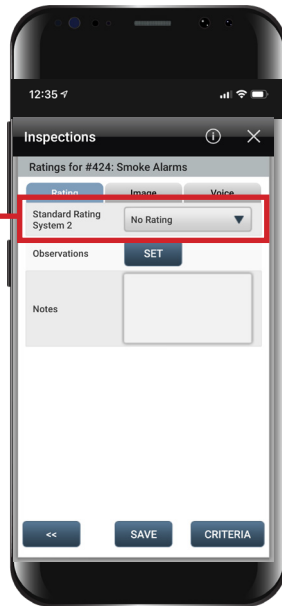 12:35
Inspections
Ratings for #424: Smoke Alarms
Rating Image Voice
Standard Rating
System 2
No Rating
Observations
SET
Notes
<< SAVE CRITERIA